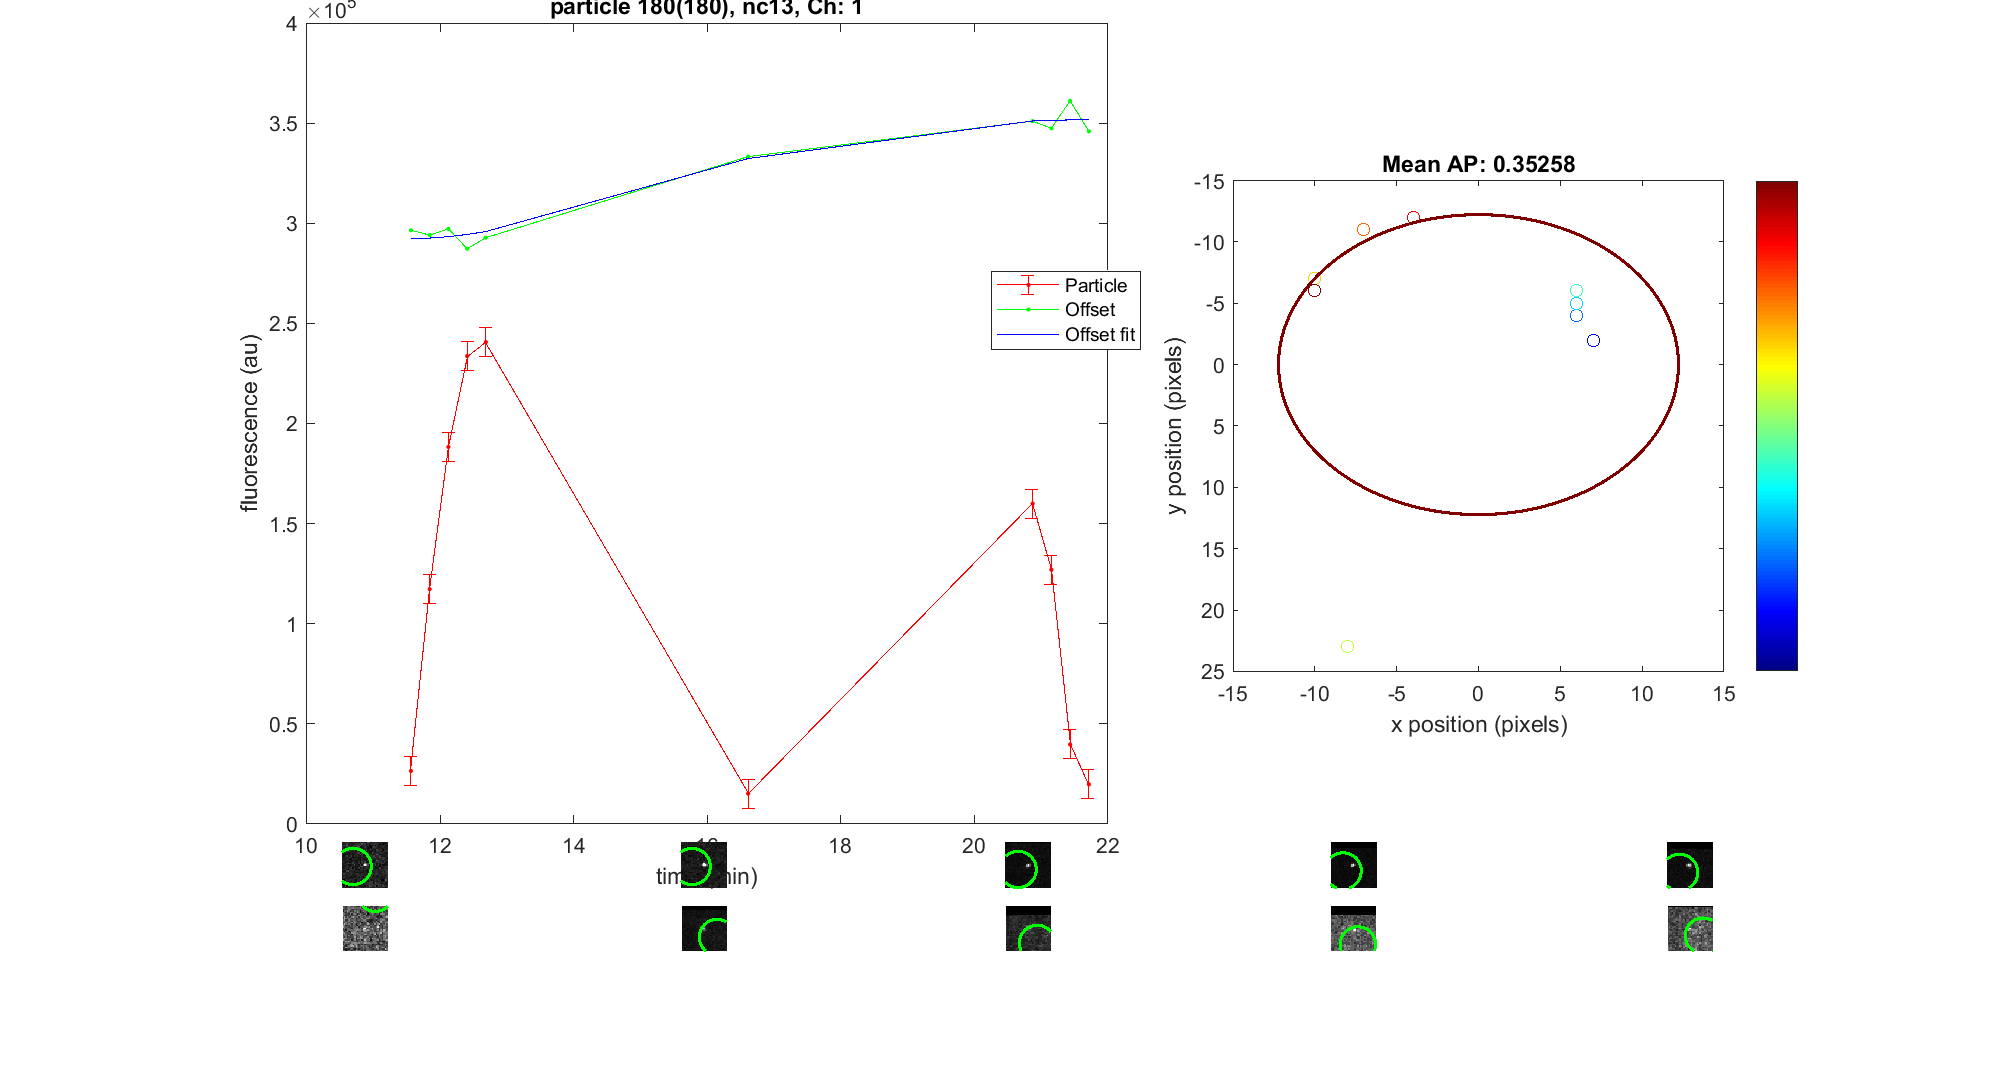 particle 180(180), nc13, Ch: 1
×10⁵
4
3.5
3
2.5
2
1.5
1
0.5
0
fluorescence (au)
10 12 14 18 20 22
Particle
Offset
Offset fit
Mean AP: 0.35258
-15
-10
-5
0
5
10
15
20
25
y position (pixels)
-15 -10 -5 0 5 10 15
x position (pixels)